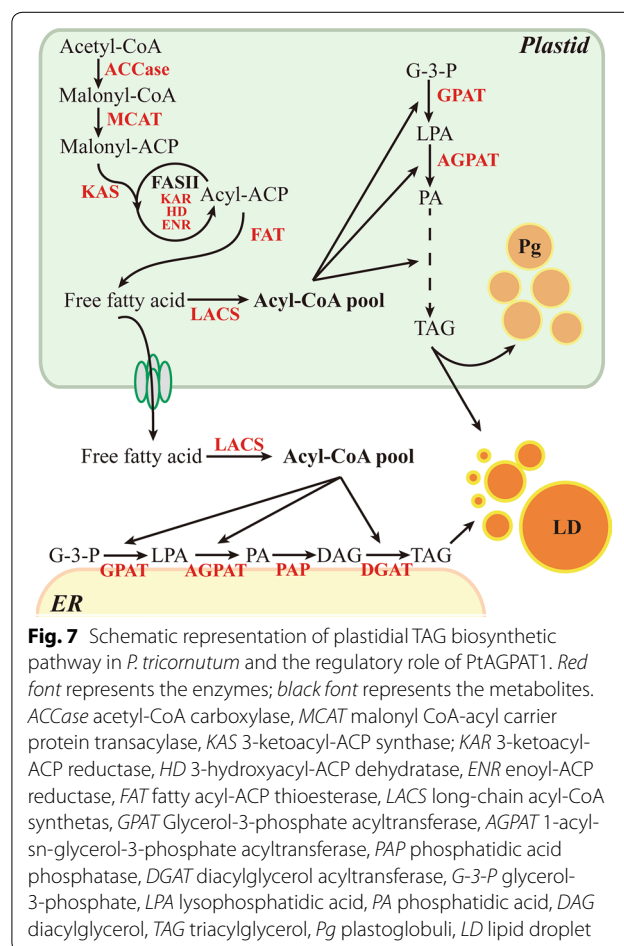 Plastid
Acetyl-CoA
ACCase
Malonyl-CoA
MCAT
Malonyl-ACP
KAS
FASII
KAR
HD
ENR
Acyl-ACP
FAT
Free fatty acid
LACS
Acyl-CoA pool
G-3-P
GPAT
LPA
AGPAT
PA
TAG
Pg
Free fatty acid
LACS
Acyl-CoA pool
LD
G-3-P LPA PA DAG TAG
GPAT AGPAT PAP DGAT
ER
Fig. 7 Schematic representation of plastidial TAG biosynthetic
pathway in P. tricornutum and the regulatory role of PtAGPAT1. Red
font represents the enzymes; black font represents the metabolites.
ACCase acetyl-CoA carboxylase, MCAT malonyl CoA-acyl carrier
protein transacylase, KAS 3-ketoacyl-ACP synthase; KAR 3-ketoacyl-
ACP reductase, HD 3-hydroxyacyl-ACP dehydratase, ENR enoyl-ACP
reductase, FAT fatty acyl-ACP thioesterase, LACS long-chain acyl-CoA
synthetas, GPAT Glycerol-3-phosphate acyltransferase, AGPAT 1-acyl-
sn-glycerol-3-phosphate acyltransferase, PAP phosphatidic acid
phosphatase, DGAT diacylglycerol acyltransferase, G-3-P glycerol-
3-phosphate, LPA lysophosphatidic acid, PA phosphatidic acid, DAG
diacylglycerol, TAG triacylglycerol, Pg plastoglobuli, LD lipid droplet